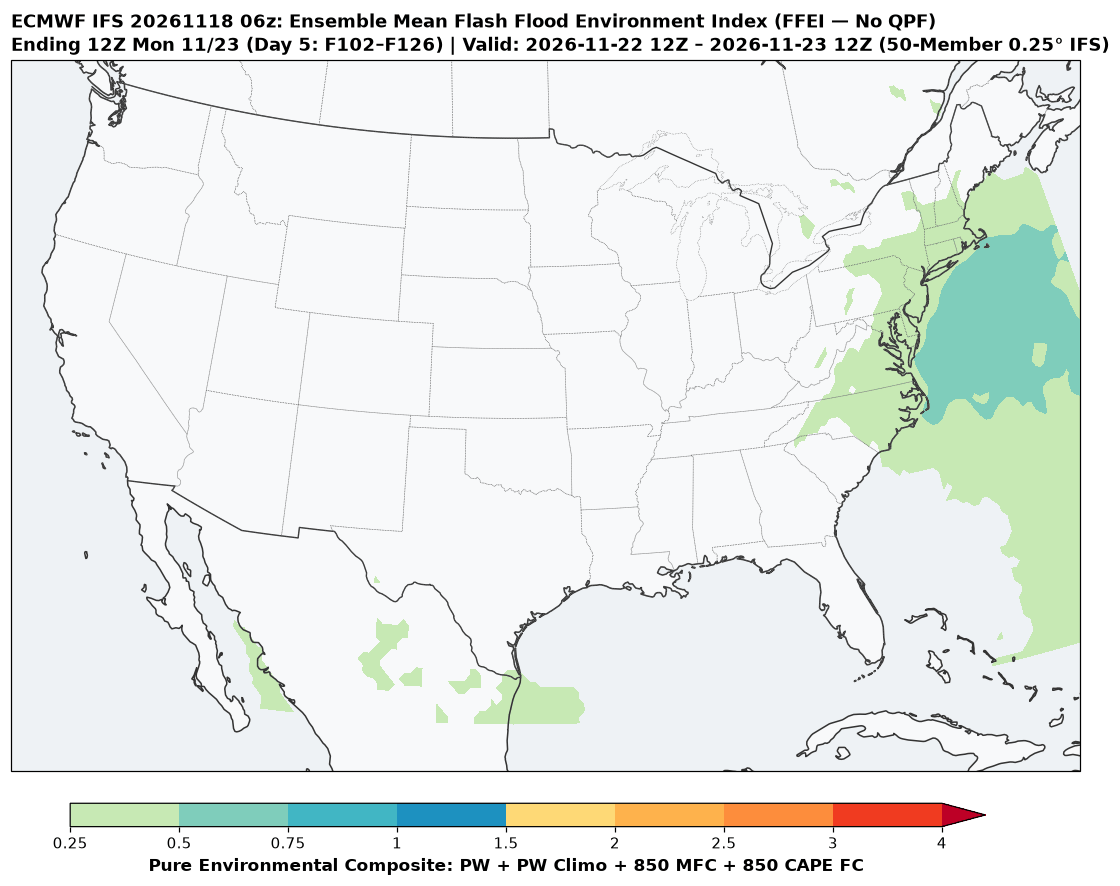 ECMWF IFS 20261118 06z: Ensemble Mean Flash Flood Environment Index (FFEI — No QPF)
Ending 12Z Mon 11/23 (Day 5: F102–F126) | Valid: 2026-11-22 12Z – 2026-11-23 12Z (50-Member 0.25° IFS)
0.25 0.5 0.75 1 1.5 2 2.5 3 4
Pure Environmental Composite: PW + PW Climo + 850 MFC + 850 CAPE FC